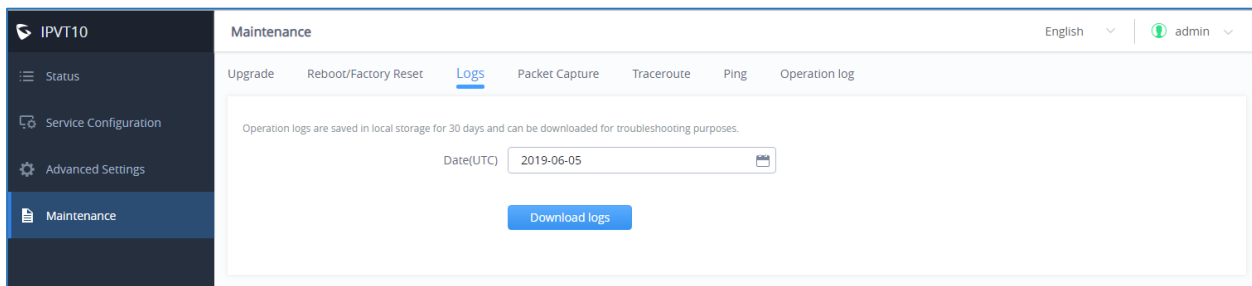 IPVT10
Maintenance
English
admin
Status
Service Configuration
Advanced Settings
Maintenance
Upgrade Reboot/Factory Reset Logs Packet Capture Traceroute Ping Operation log
Operation logs are saved in local storage for 30 days and can be downloaded for troubleshooting purposes.
Date(UTC) 2019-06-05
Download logs